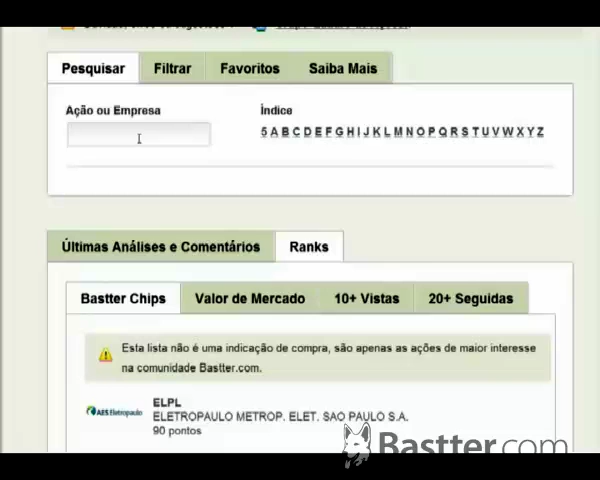 Pesquisar Filtrar Favoritos Saiba Mais
Ação ou Empresa
Índice
5 A B C D E F G H I J K L M N O P Q R S T U V W X Y Z
Últimas Análises e Comentários Ranks
Bastter Chips Valor de Mercado 10+ Vistas 20+ Seguidas
Esta lista não é uma indicação de compra, são apenas as ações de maior interesse
na comunidade Bastter.com.
AES Eletropaulo
ELPL
ELETROPAULO METROP. ELET. SAO PAULO S.A.
90 pontos
Bastter.com